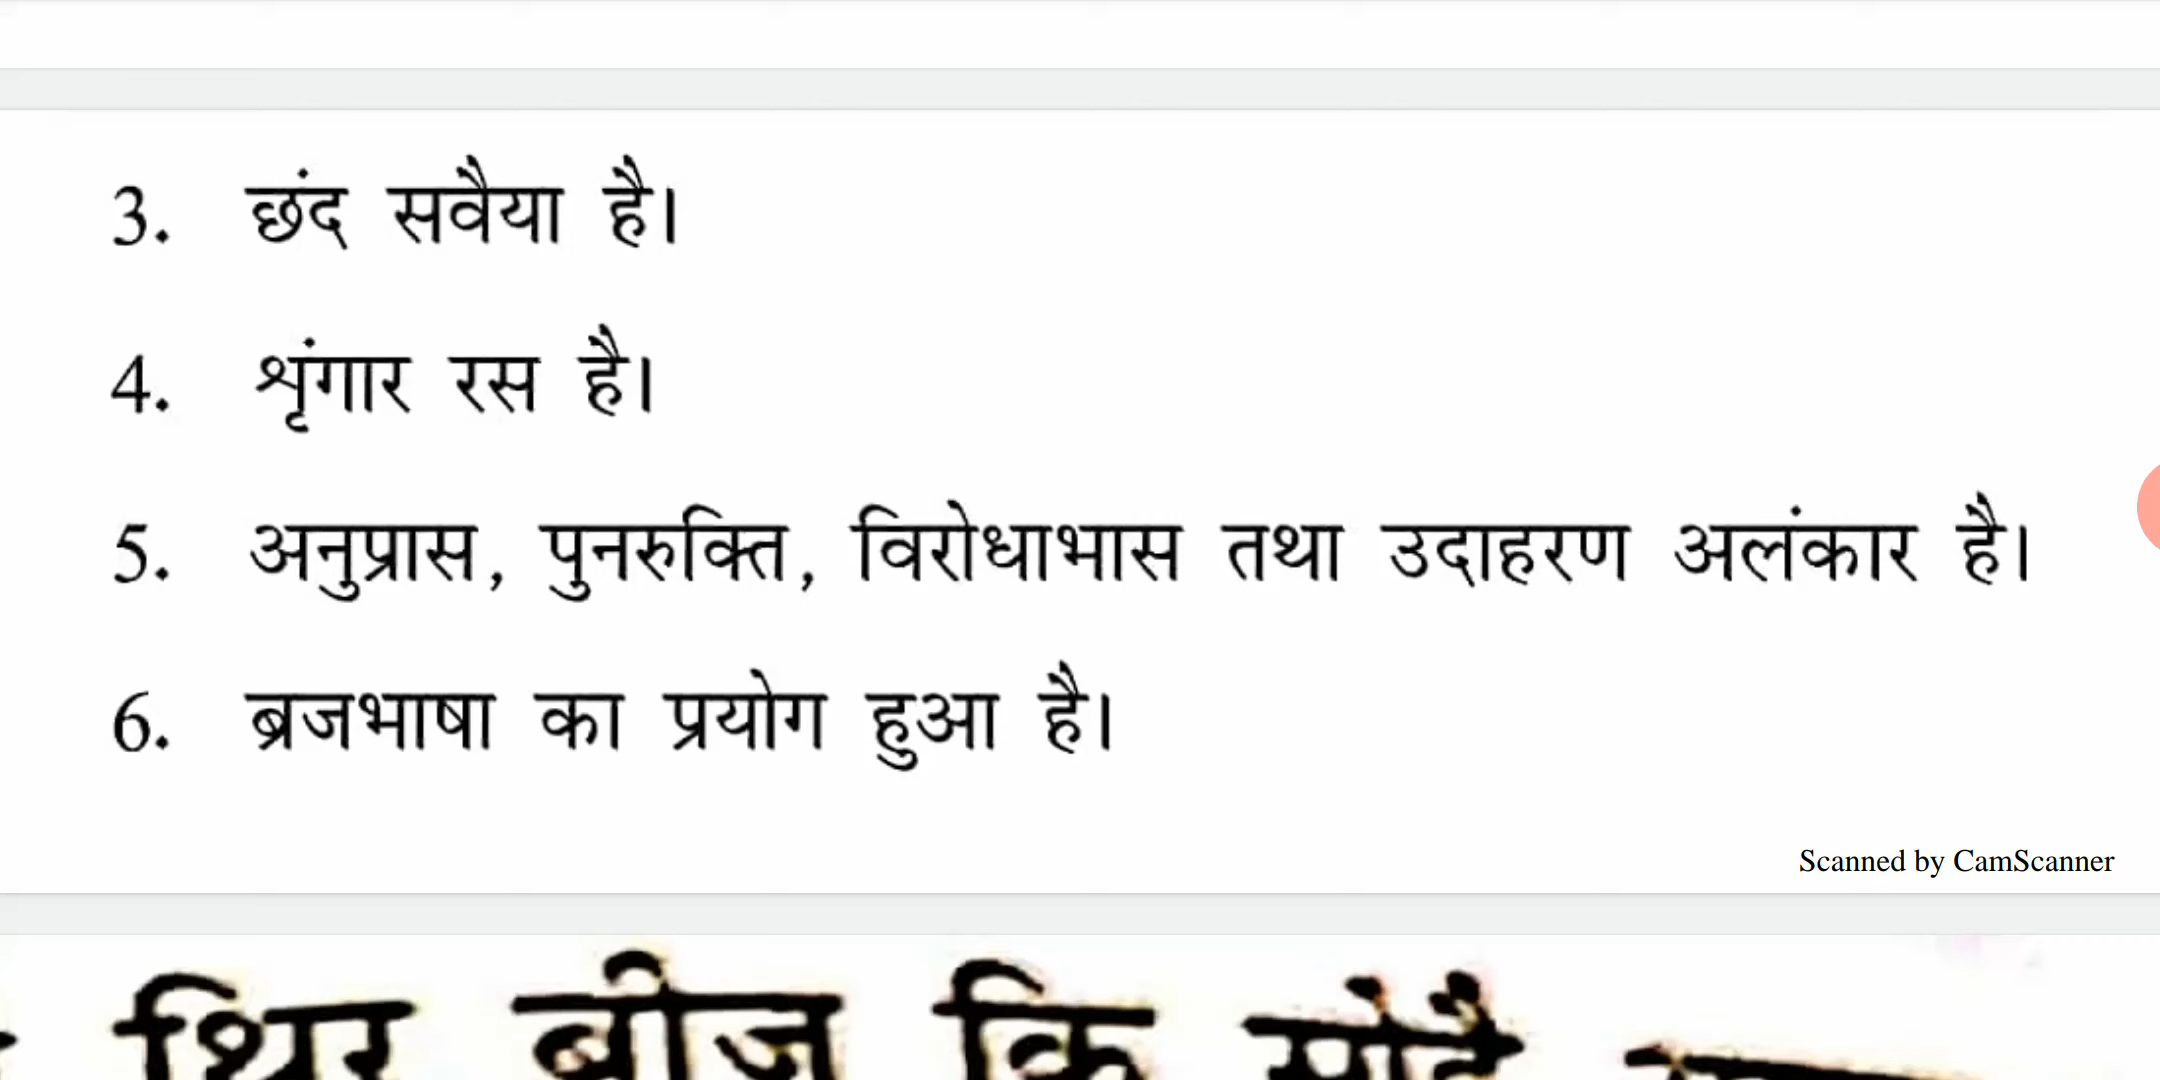 3. छंद सवैया है।
4. शृंगार रस है।
5. अनुप्रास, पुनरुक्ति, विरोधाभास तथा उदाहरण अलंकार है।
6. ब्रजभाषा का प्रयोग हुआ है।
Scanned by CamScanner
थिर बीज कि